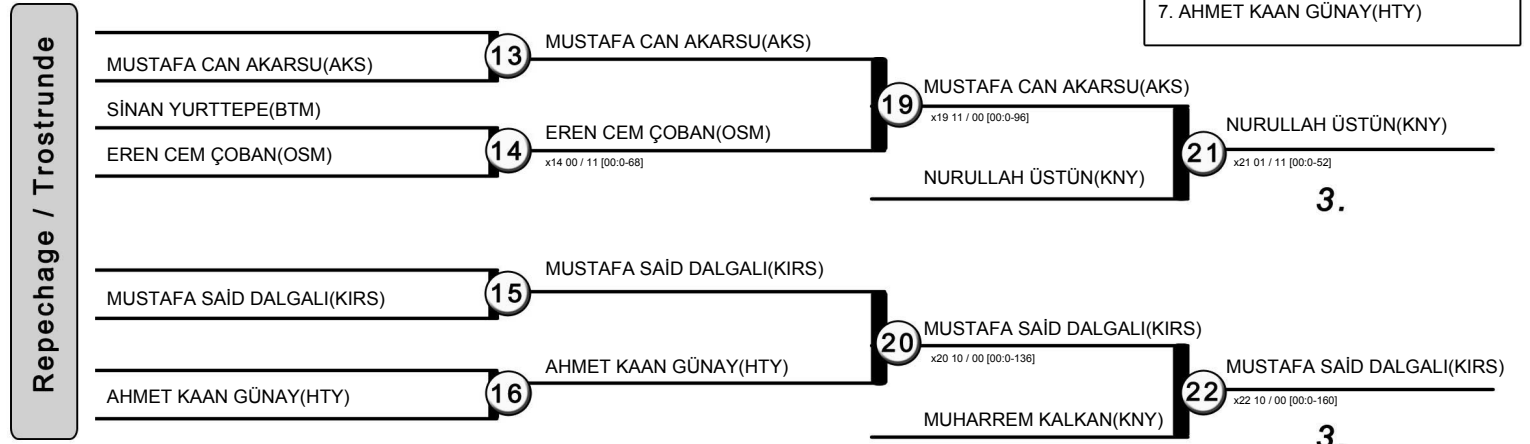 7. AHMET KAAN GÜNAY(HTY)
Repechage / Trostrunde
MUSTAFA CAN AKARSU(AKS)
13
MUSTAFA CAN AKARSU(AKS)
SİNAN YURTTEPE(BTM)
EREN CEM ÇOBAN(OSM)
14
EREN CEM ÇOBAN(OSM)
x14 00 / 11 [00:0-68]
19
MUSTAFA CAN AKARSU(AKS)
x19 11 / 00 [00:0-96]
NURULLAH ÜSTÜN(KNY)
21
NURULLAH ÜSTÜN(KNY)
x21 01 / 11 [00:0-52]
3.
MUSTAFA SAİD DALGALI(KIRS)
15
MUSTAFA SAİD DALGALI(KIRS)
AHMET KAAN GÜNAY(HTY)
16
AHMET KAAN GÜNAY(HTY)
20
MUSTAFA SAİD DALGALI(KIRS)
x20 10 / 00 [00:0-136]
MUHARREM KALKAN(KNY)
22
MUSTAFA SAİD DALGALI(KIRS)
x22 10 / 00 [00:0-160]
3